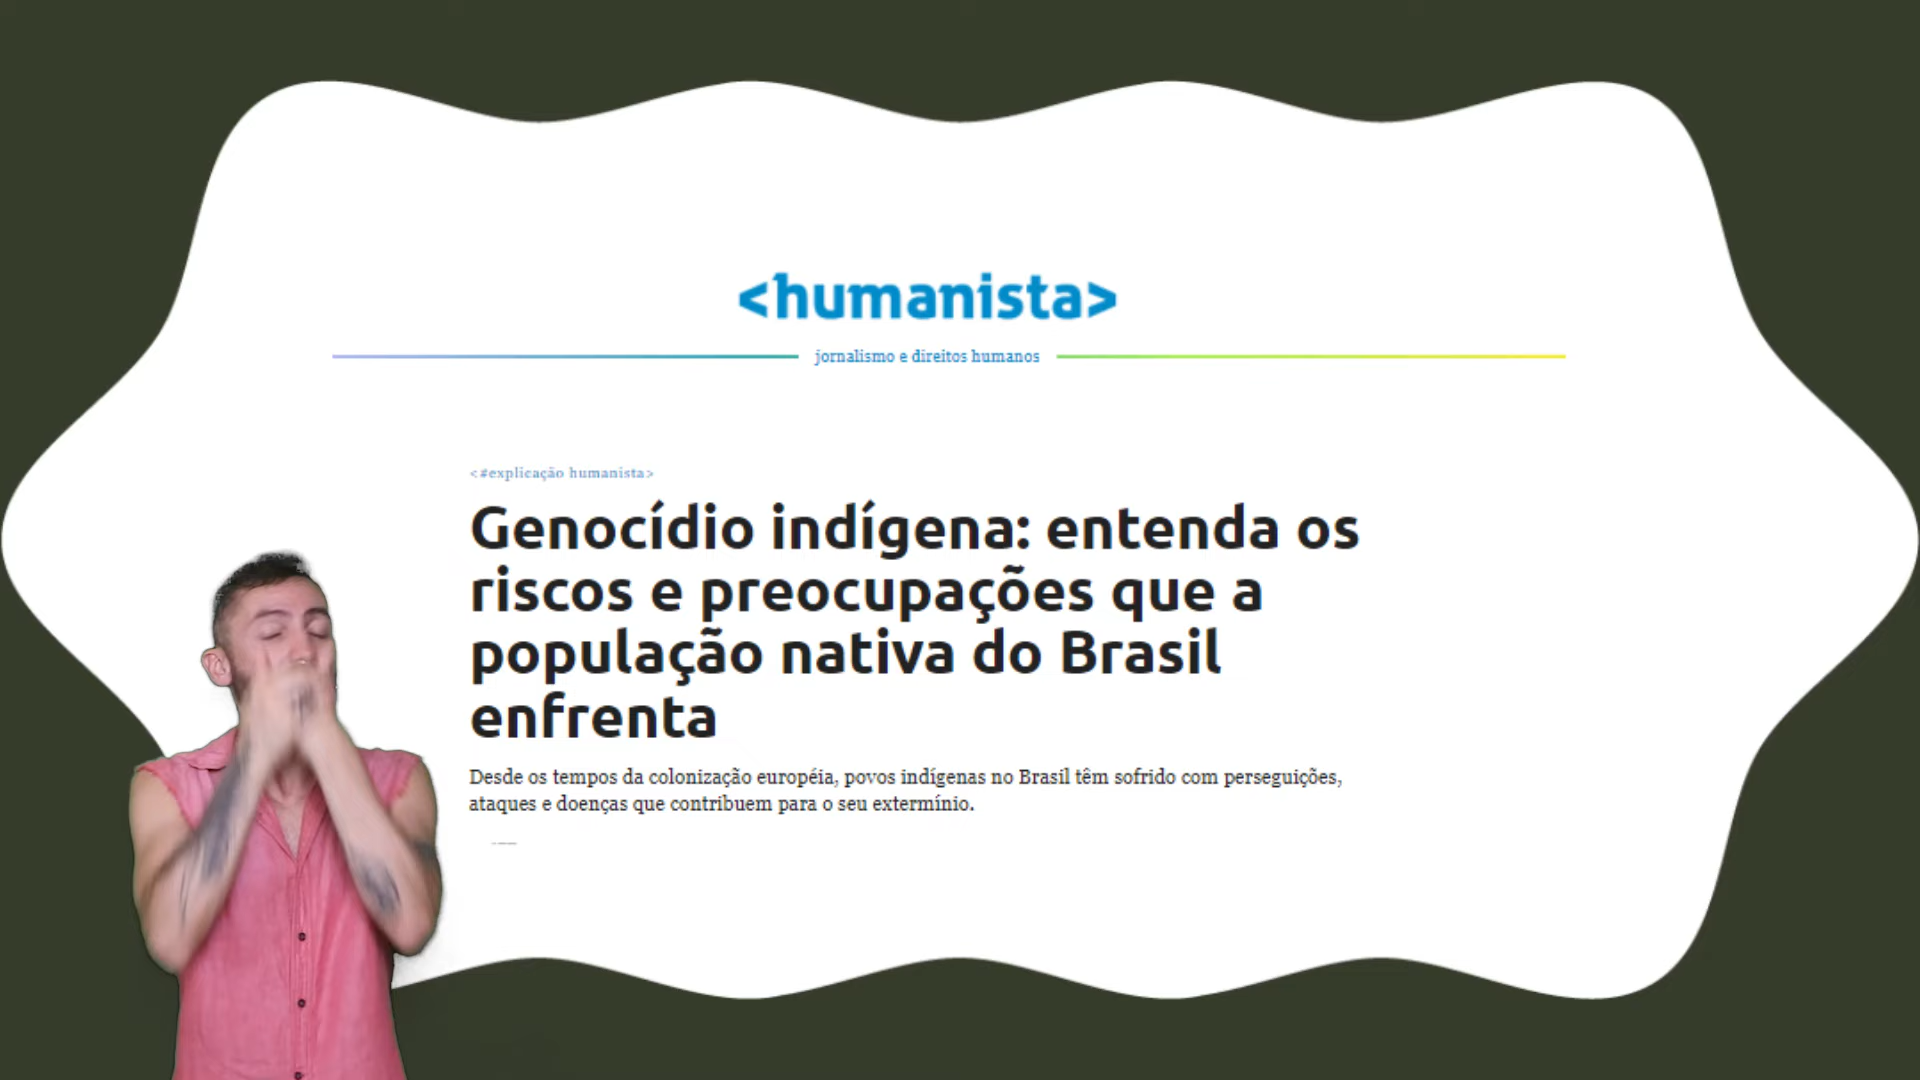 <humanista>
jornalismo e direitos humanos
<#explicação humanista>
Genocídio indígena: entenda os
riscos e preocupações que a
população nativa do Brasil
enfrenta
Desde os tempos da colonização européia, povos indígenas no Brasil têm sofrido com perseguições,
ataques e doenças que contribuem para o seu extermínio.